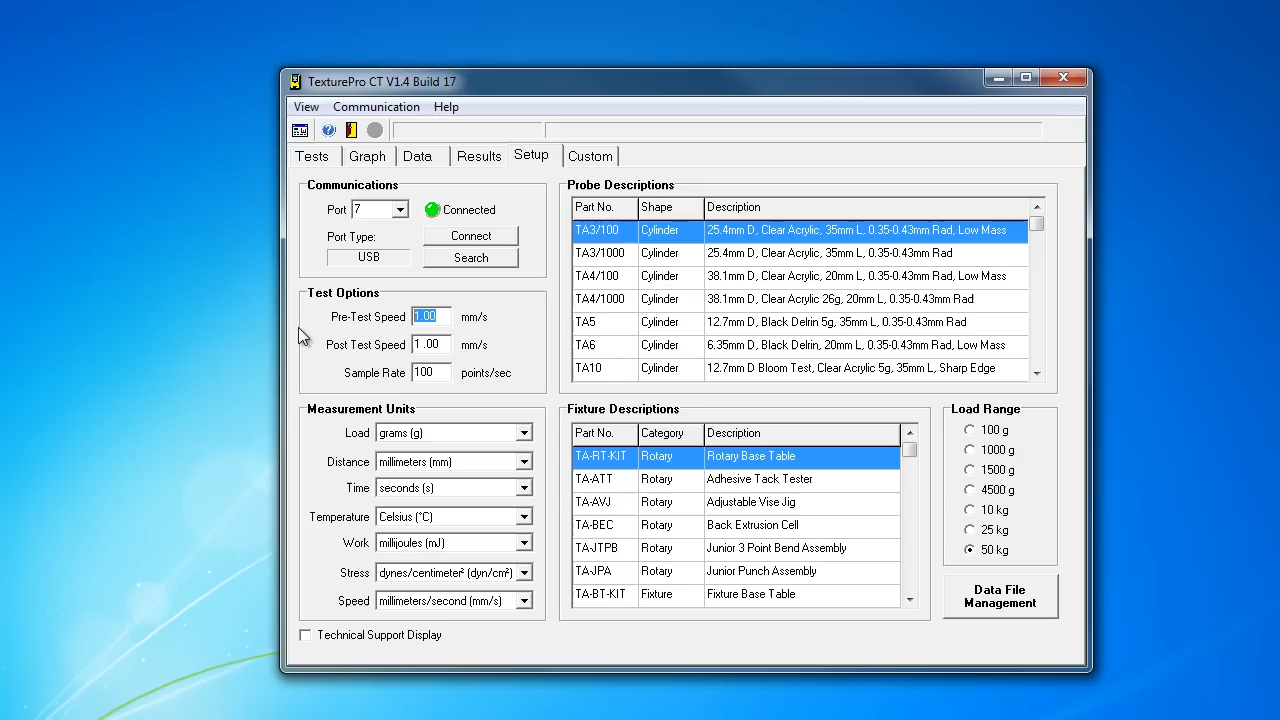 TexturePro CT V1.4 Build 17
View Communication Help
Tests Graph Data Results Setup Custom
Communications
Port 7 Connected
Port Type: Connect
USB Search
Test Options
Pre-Test Speed 1.00 mm/s
Post Test Speed 1.00 mm/s
Sample Rate 100 points/sec
Measurement Units
Load grams (g)
Distance millimeters (mm)
Time seconds (s)
Temperature Celsius (°C)
Work millijoules (mJ)
Stress dynes/centimeter² (dyn/cm²)
Speed millimeters/second (mm/s)
Technical Support Display
Probe Descriptions
Part No. Shape Description
TA3/100 Cylinder 25.4mm D, Clear Acrylic, 35mm L, 0.35-0.43mm Rad, Low Mass
TA3/1000 Cylinder 25.4mm D, Clear Acrylic, 35mm L, 0.35-0.43mm Rad
TA4/100 Cylinder 38.1mm D, Clear Acrylic, 20mm L, 0.35-0.43mm Rad, Low Mass
TA4/1000 Cylinder 38.1mm D, Clear Acrylic 26g, 20mm L, 0.35-0.43mm Rad
TA5 Cylinder 12.7mm D, Black Delrin 5g, 35mm L, 0.35-0.43mm Rad
TA6 Cylinder 6.35mm D, Black Delrin, 20mm L, 0.35-0.43mm Rad, Low Mass
TA10 Cylinder 12.7mm D Bloom Test, Clear Acrylic 5g, 35mm L, Sharp Edge
Fixture Descriptions
Part No. Category Description
TA-RT-KIT Rotary Rotary Base Table
TA-ATT Rotary Adhesive Tack Tester
TA-AVJ Rotary Adjustable Vise Jig
TA-BEC Rotary Back Extrusion Cell
TA-JTPB Rotary Junior 3 Point Bend Assembly
TA-JPA Rotary Junior Punch Assembly
TA-BT-KIT Fixture Fixture Base Table
Load Range
100 g
1000 g
1500 g
4500 g
10 kg
25 kg
50 kg
Data File
Management